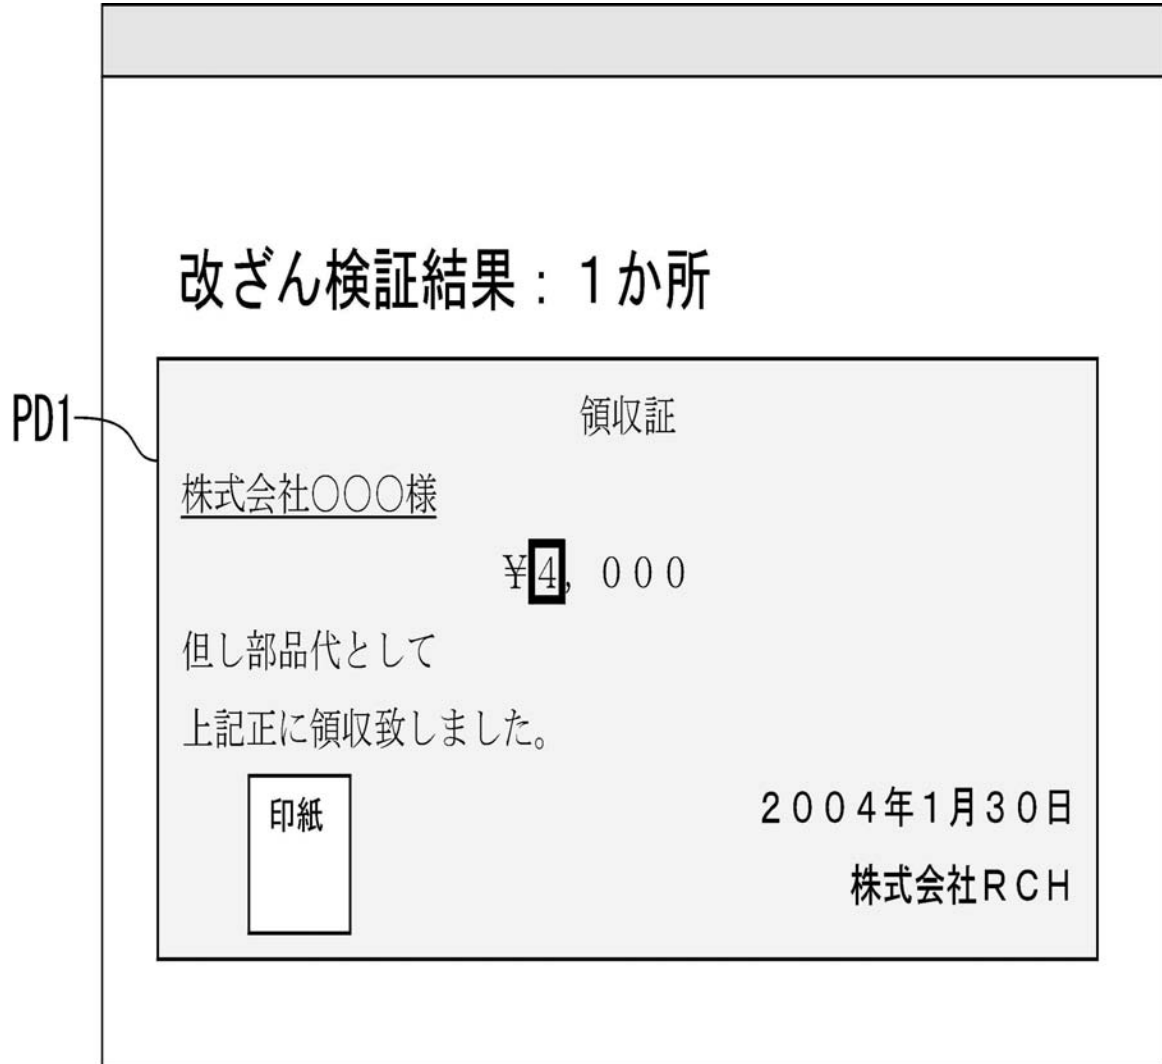 改ざん検証結果：１か所
PD1
領収証
株式会社〇〇〇様
￥４，０００
但し部品代として
上記正に領収致しました。
印紙
２００４年１月３０日
株式会社ＲＣＨ